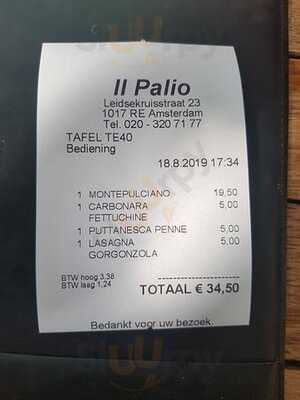 Il Palio
Leidsekruisstraat 23
1017 RE Amsterdam
Tel. 020 - 320 71 77
TAFEL TE40
Bediening
18.8.2019 17:34
1 MONTEPULCIANO 19,50
1 CARBONARA 5,00
FETTUCHINE
1 PUTTANESCA PENNE 5,00
1 LASAGNA 5,00
GORGONZOLA
BTW hoog 3,38
BTW laag 1,24
TOTAAL € 34,50
Bedankt voor uw bezoek.